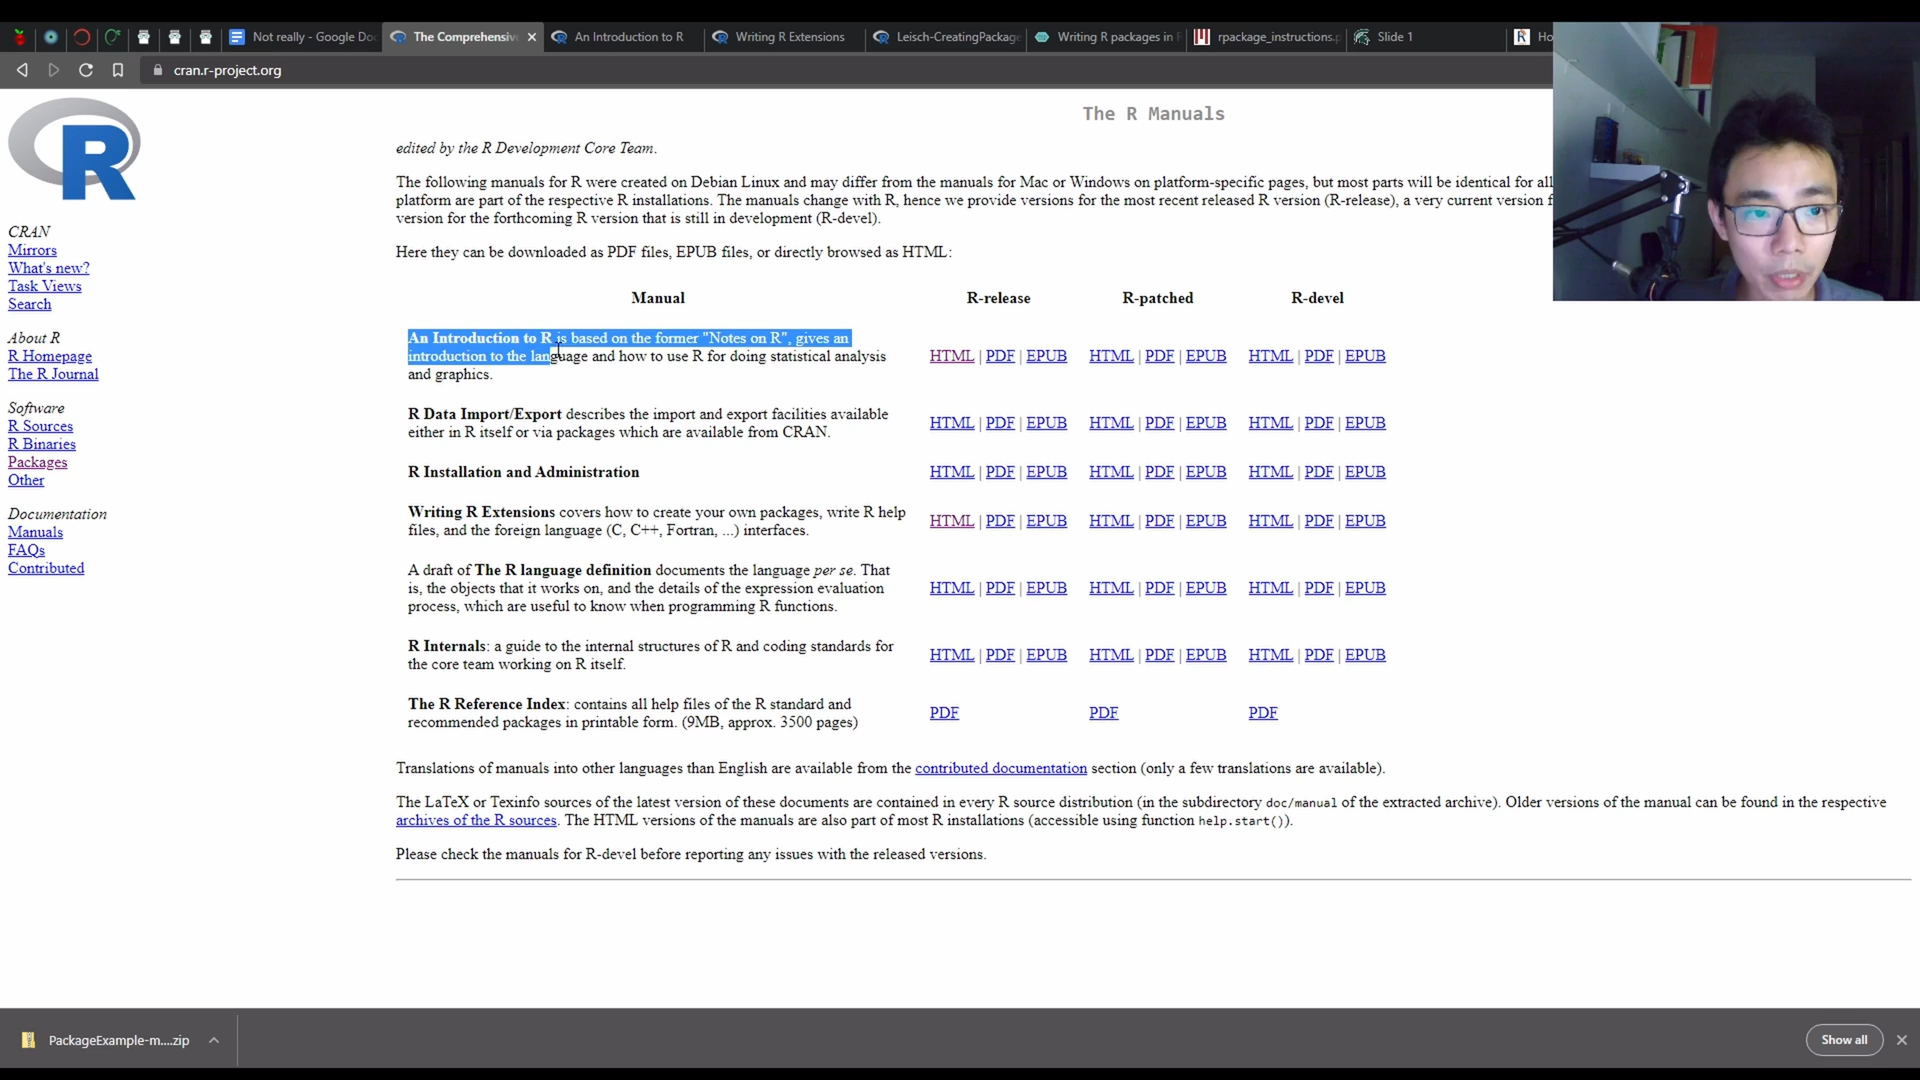 Not really - Google Doc
The Comprehensiv
An Introduction to R
Writing R Extensions
Leisch-CreatingPackage
Writing R packages in
rpackage_instructions.p
Slide 1
Ho
cran.r-project.org
R
CRAN
Mirrors
What's new?
Task Views
Search
About R
R Homepage
The R Journal
Software
R Sources
R Binaries
Packages
Other
Documentation
Manuals
FAQs
Contributed
The R Manuals
edited by the R Development Core Team.
The following manuals for R were created on Debian Linux and may differ from the manuals for Mac or Windows on platform-specific pages, but most parts will be identical for all
platform are part of the respective R installations. The manuals change with R, hence we provide versions for the most recent released R version (R-release), a very current version f
version for the forthcoming R version that is still in development (R-devel).
Here they can be downloaded as PDF files, EPUB files, or directly browsed as HTML:
Manual R-release R-patched R-devel
An Introduction to R is based on the former "Notes on R", gives an
introduction to the language and how to use R for doing statistical analysis
and graphics.
HTML | PDF | EPUB HTML | PDF | EPUB HTML | PDF | EPUB
R Data Import/Export describes the import and export facilities available
either in R itself or via packages which are available from CRAN.
HTML | PDF | EPUB HTML | PDF | EPUB HTML | PDF | EPUB
R Installation and Administration
HTML | PDF | EPUB HTML | PDF | EPUB HTML | PDF | EPUB
Writing R Extensions covers how to create your own packages, write R help
files, and the foreign language (C, C++, Fortran, ...) interfaces.
HTML | PDF | EPUB HTML | PDF | EPUB HTML | PDF | EPUB
A draft of The R language definition documents the language per se. That
is, the objects that it works on, and the details of the expression evaluation
process, which are useful to know when programming R functions.
HTML | PDF | EPUB HTML | PDF | EPUB HTML | PDF | EPUB
R Internals: a guide to the internal structures of R and coding standards for
the core team working on R itself.
HTML | PDF | EPUB HTML | PDF | EPUB HTML | PDF | EPUB
The R Reference Index: contains all help files of the R standard and
recommended packages in printable form. (9MB, approx. 3500 pages)
PDF PDF PDF
Translations of manuals into other languages than English are available from the contributed documentation section (only a few translations are available).
The LaTeX or Texinfo sources of the latest version of these documents are contained in every R source distribution (in the subdirectory doc/manual of the extracted archive). Older versions of the manual can be found in the respective
archives of the R sources. The HTML versions of the manuals are also part of most R installations (accessible using function help.start()).
Please check the manuals for R-devel before reporting any issues with the released versions.
PackageExample-m....zip
Show all